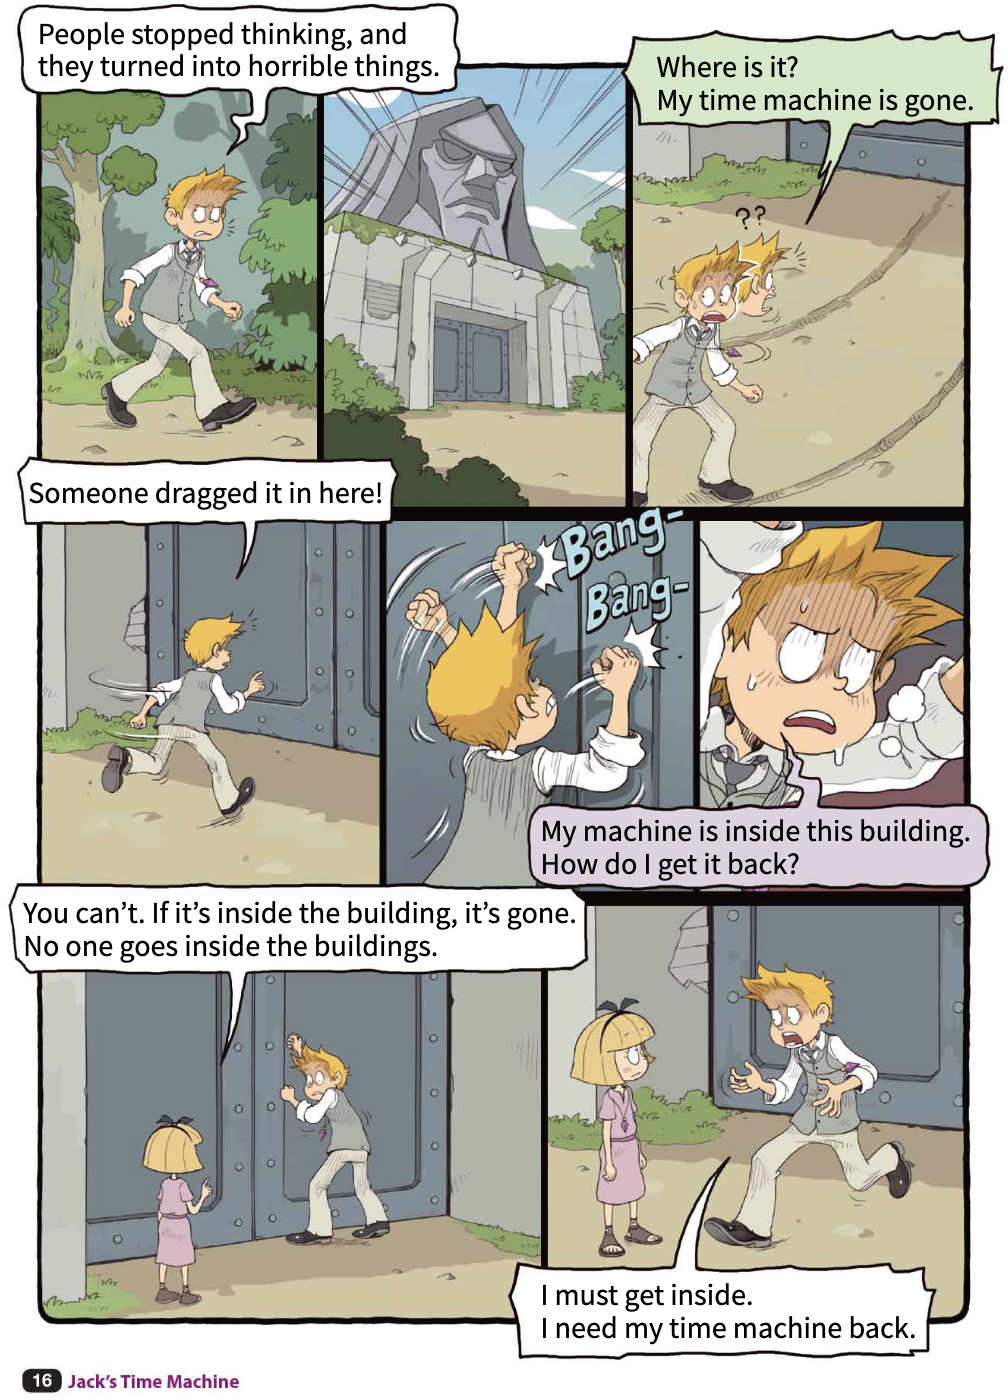 People stopped thinking, and
they turned into horrible things.
Where is it?
My time machine is gone.
??
Someone dragged it in here!
Bang-
Bang-
My machine is inside this building.
How do I get it back?
You can’t. If it’s inside the building, it’s gone.
No one goes inside the buildings.
I must get inside.
I need my time machine back.
16 Jack’s Time Machine